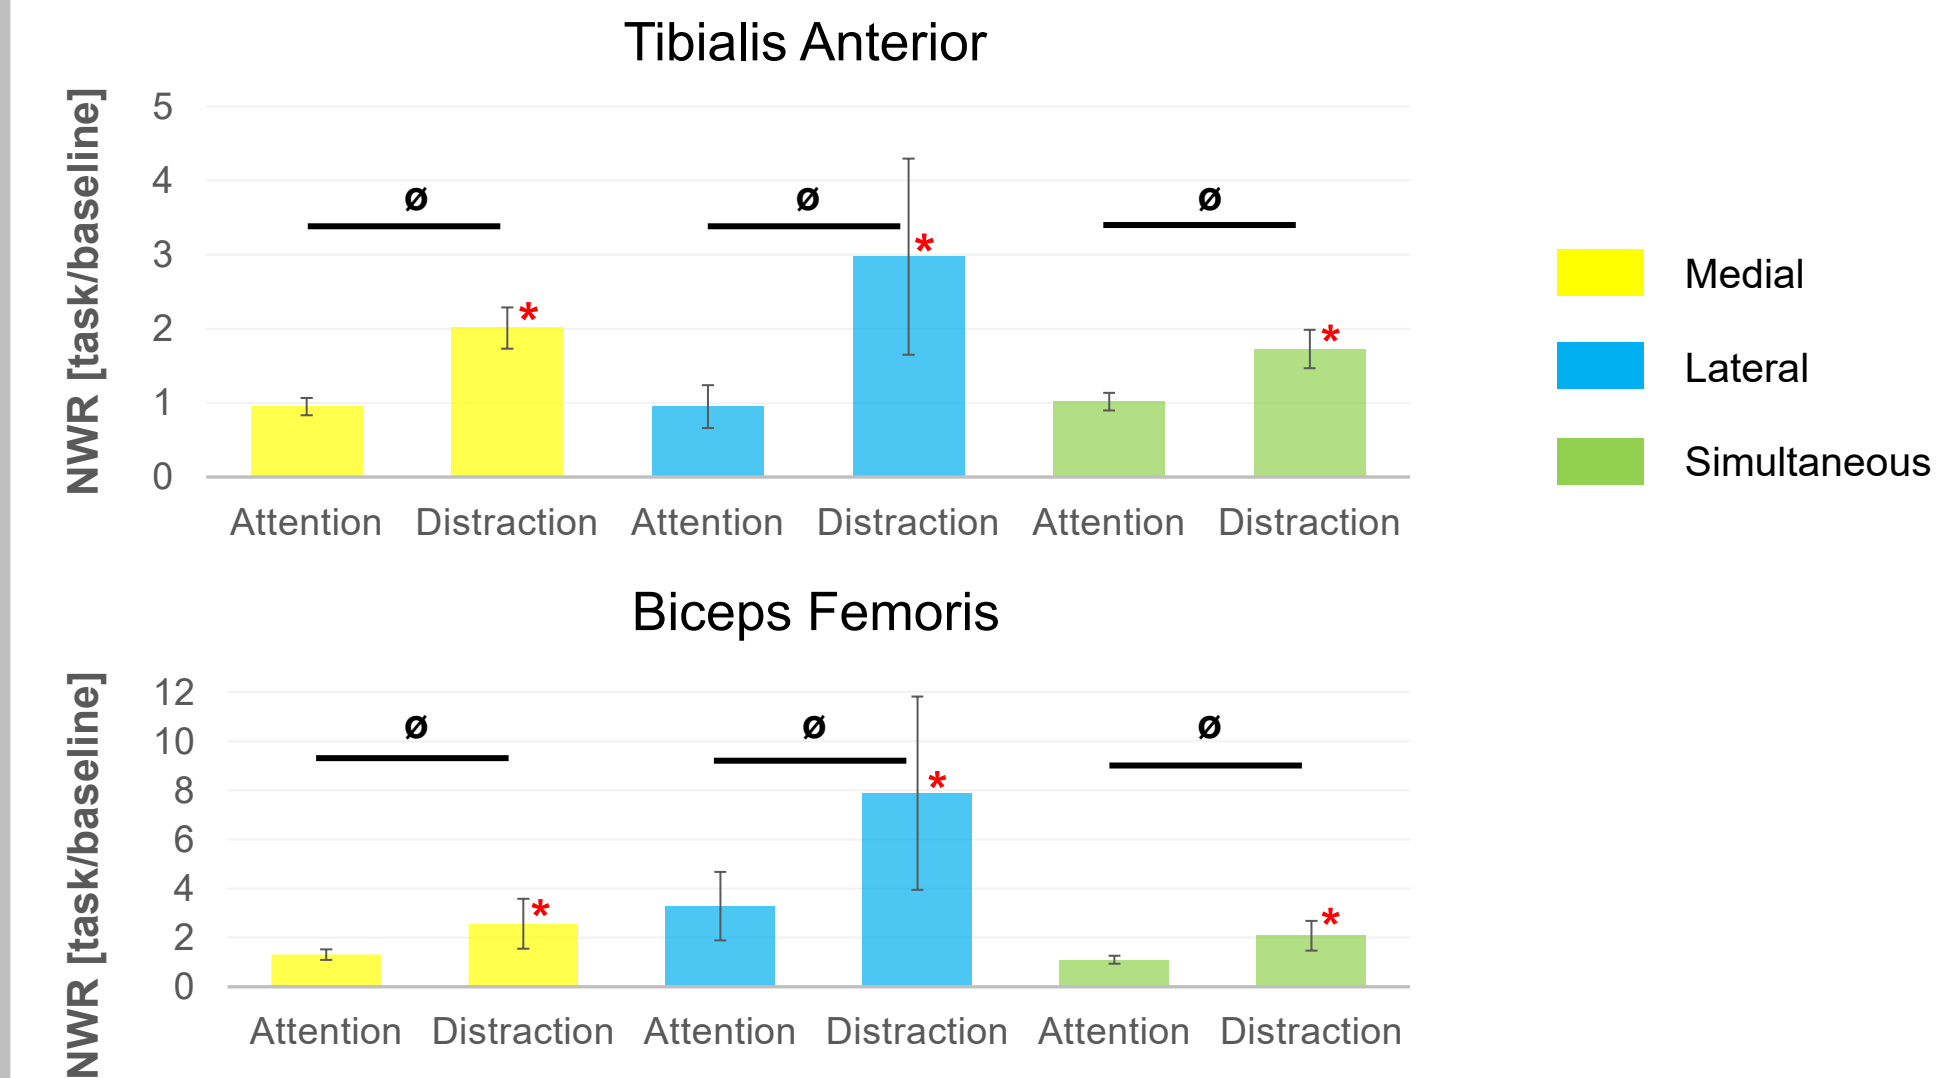 Tibialis Anterior
NWR [task/baseline]
5
4
3
2
1
0
ø ø ø
* * *
Attention Distraction Attention Distraction Attention Distraction
Medial
Lateral
Simultaneous
Biceps Femoris
NWR [task/baseline]
12
10
8
6
4
2
0
ø ø ø
* * *
Attention Distraction Attention Distraction Attention Distraction